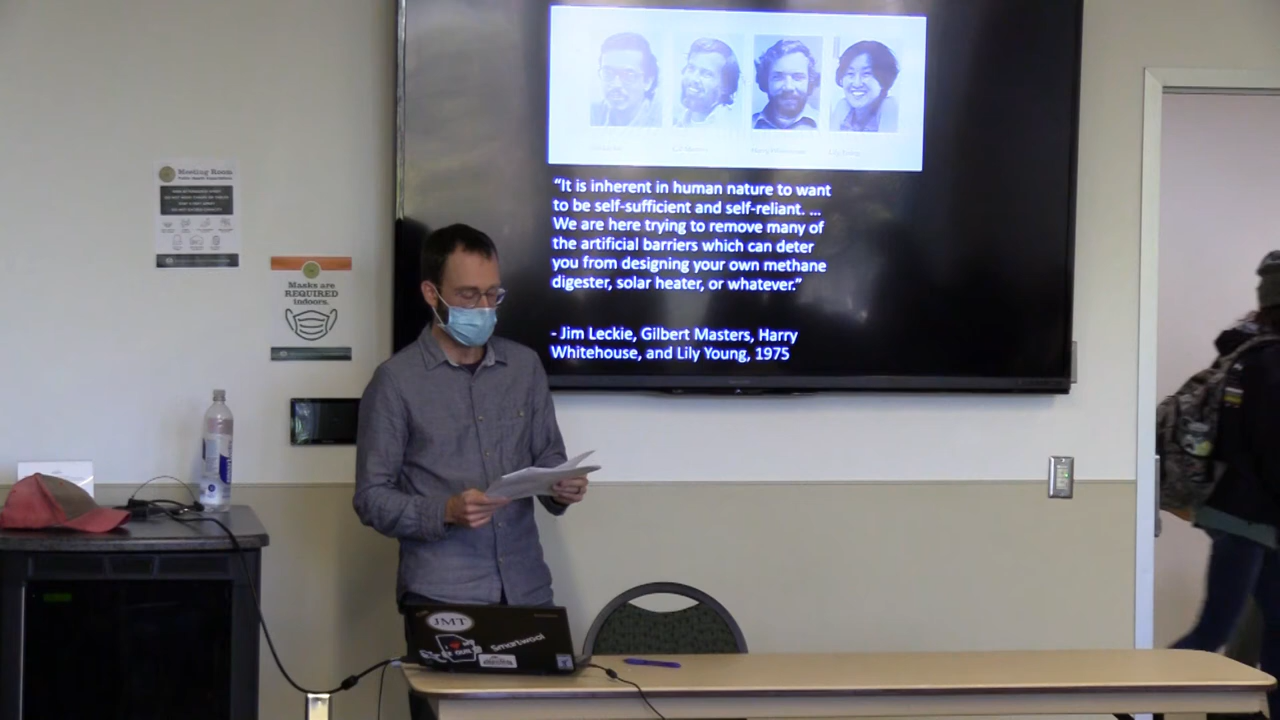 "It is inherent in human nature to want
to be self-sufficient and self-reliant. ...
We are here trying to remove many of
the artificial barriers which can deter
you from designing your own methane
digester, solar heater, or whatever."
- Jim Leckie, Gilbert Masters, Harry
Whitehouse, and Lily Young, 1975
Meeting Room
Masks are
REQUIRED
indoors.
JMT
Smartwool